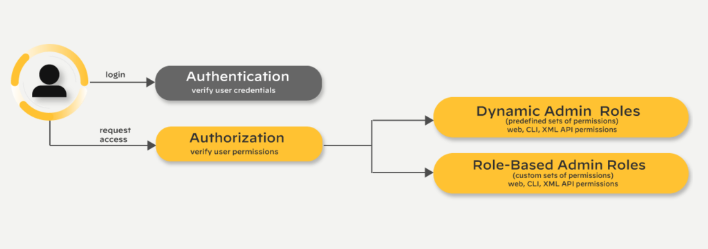 login
Authentication
verify user credentials
request
access
Authorization
verify user permissions
Dynamic Admin Roles
(predefined sets of permissions)
web, CLI, XML API permissions
Role-Based Admin Roles
(custom sets of permissions)
web, CLI, XML API permissions